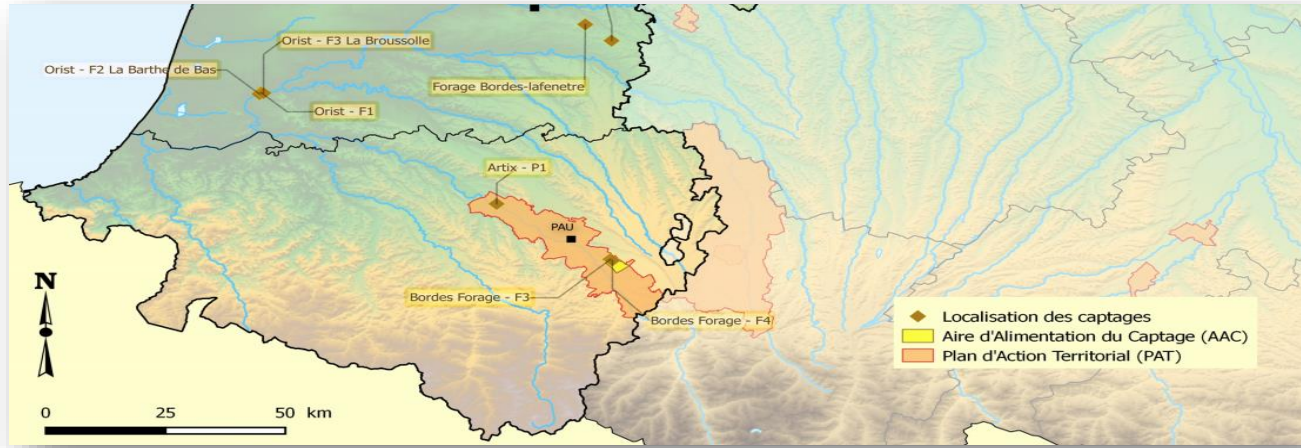 Orist - F3 La Broussolle
Orist - F2 La Barthe de Bas
Forage Bordes-lafenetre
Orist - F1
Artix - P1
PAU
Bordes Forage - F3
Bordes Forage - F4
N
0 25 50 km
Localisation des captages
Aire d'Alimentation du Captage (AAC)
Plan d'Action Territorial (PAT)